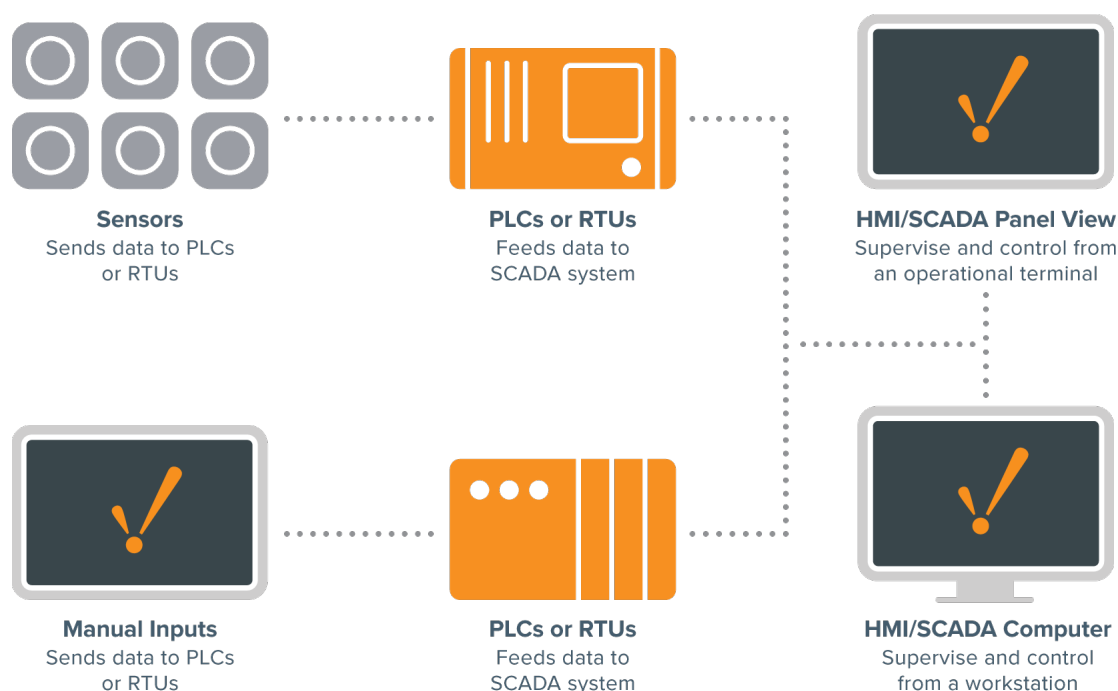 Sensors
Sends data to PLCs
or RTUs
PLCs or RTUs
Feeds data to
SCADA system
HMI/SCADA Panel View
Supervise and control from
an operational terminal
Manual Inputs
Sends data to PLCs
or RTUs
PLCs or RTUs
Feeds data to
SCADA system
HMI/SCADA Computer
Supervise and control
from a workstation